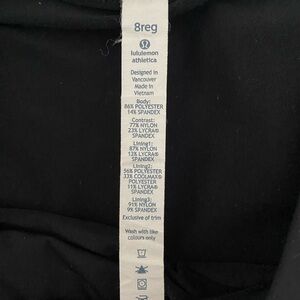 8reg
lululemon
athletica
Designed in
Vancouver
Made in
Vietnam
Body:
86% POLYESTER
14% SPANDEX
Contrast:
77% NYLON
23% LYCRA®
SPANDEX
Lining1:
87% NYLON
13% LYCRA®
SPANDEX
Lining2:
56% POLYESTER
33% COOLMAX®
POLYESTER
11% LYCRA®
SPANDEX
Lining3:
91% NYLON
9% SPANDEX
Exclusive of trim
Wash with like
colours only